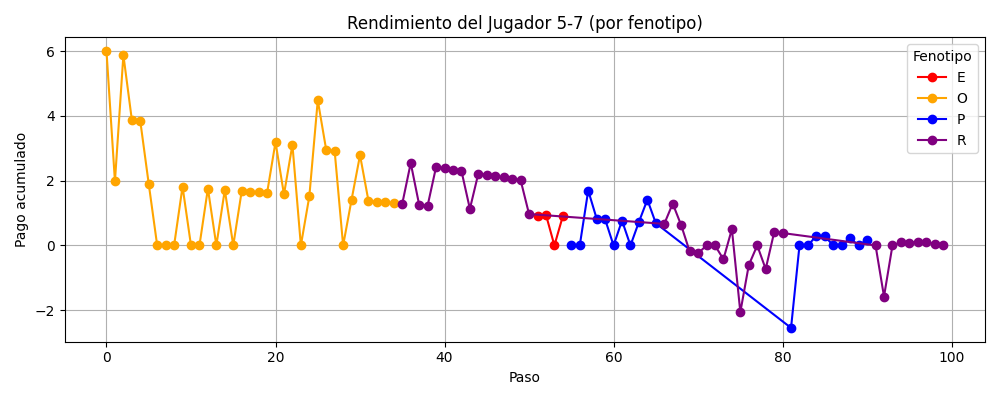 Rendimiento del Jugador 5-7 (por fenotipo)
Pago acumulado
6
4
2
0
−2
Fenotipo
E
O
P
R
0 20 40 60 80 100
Paso